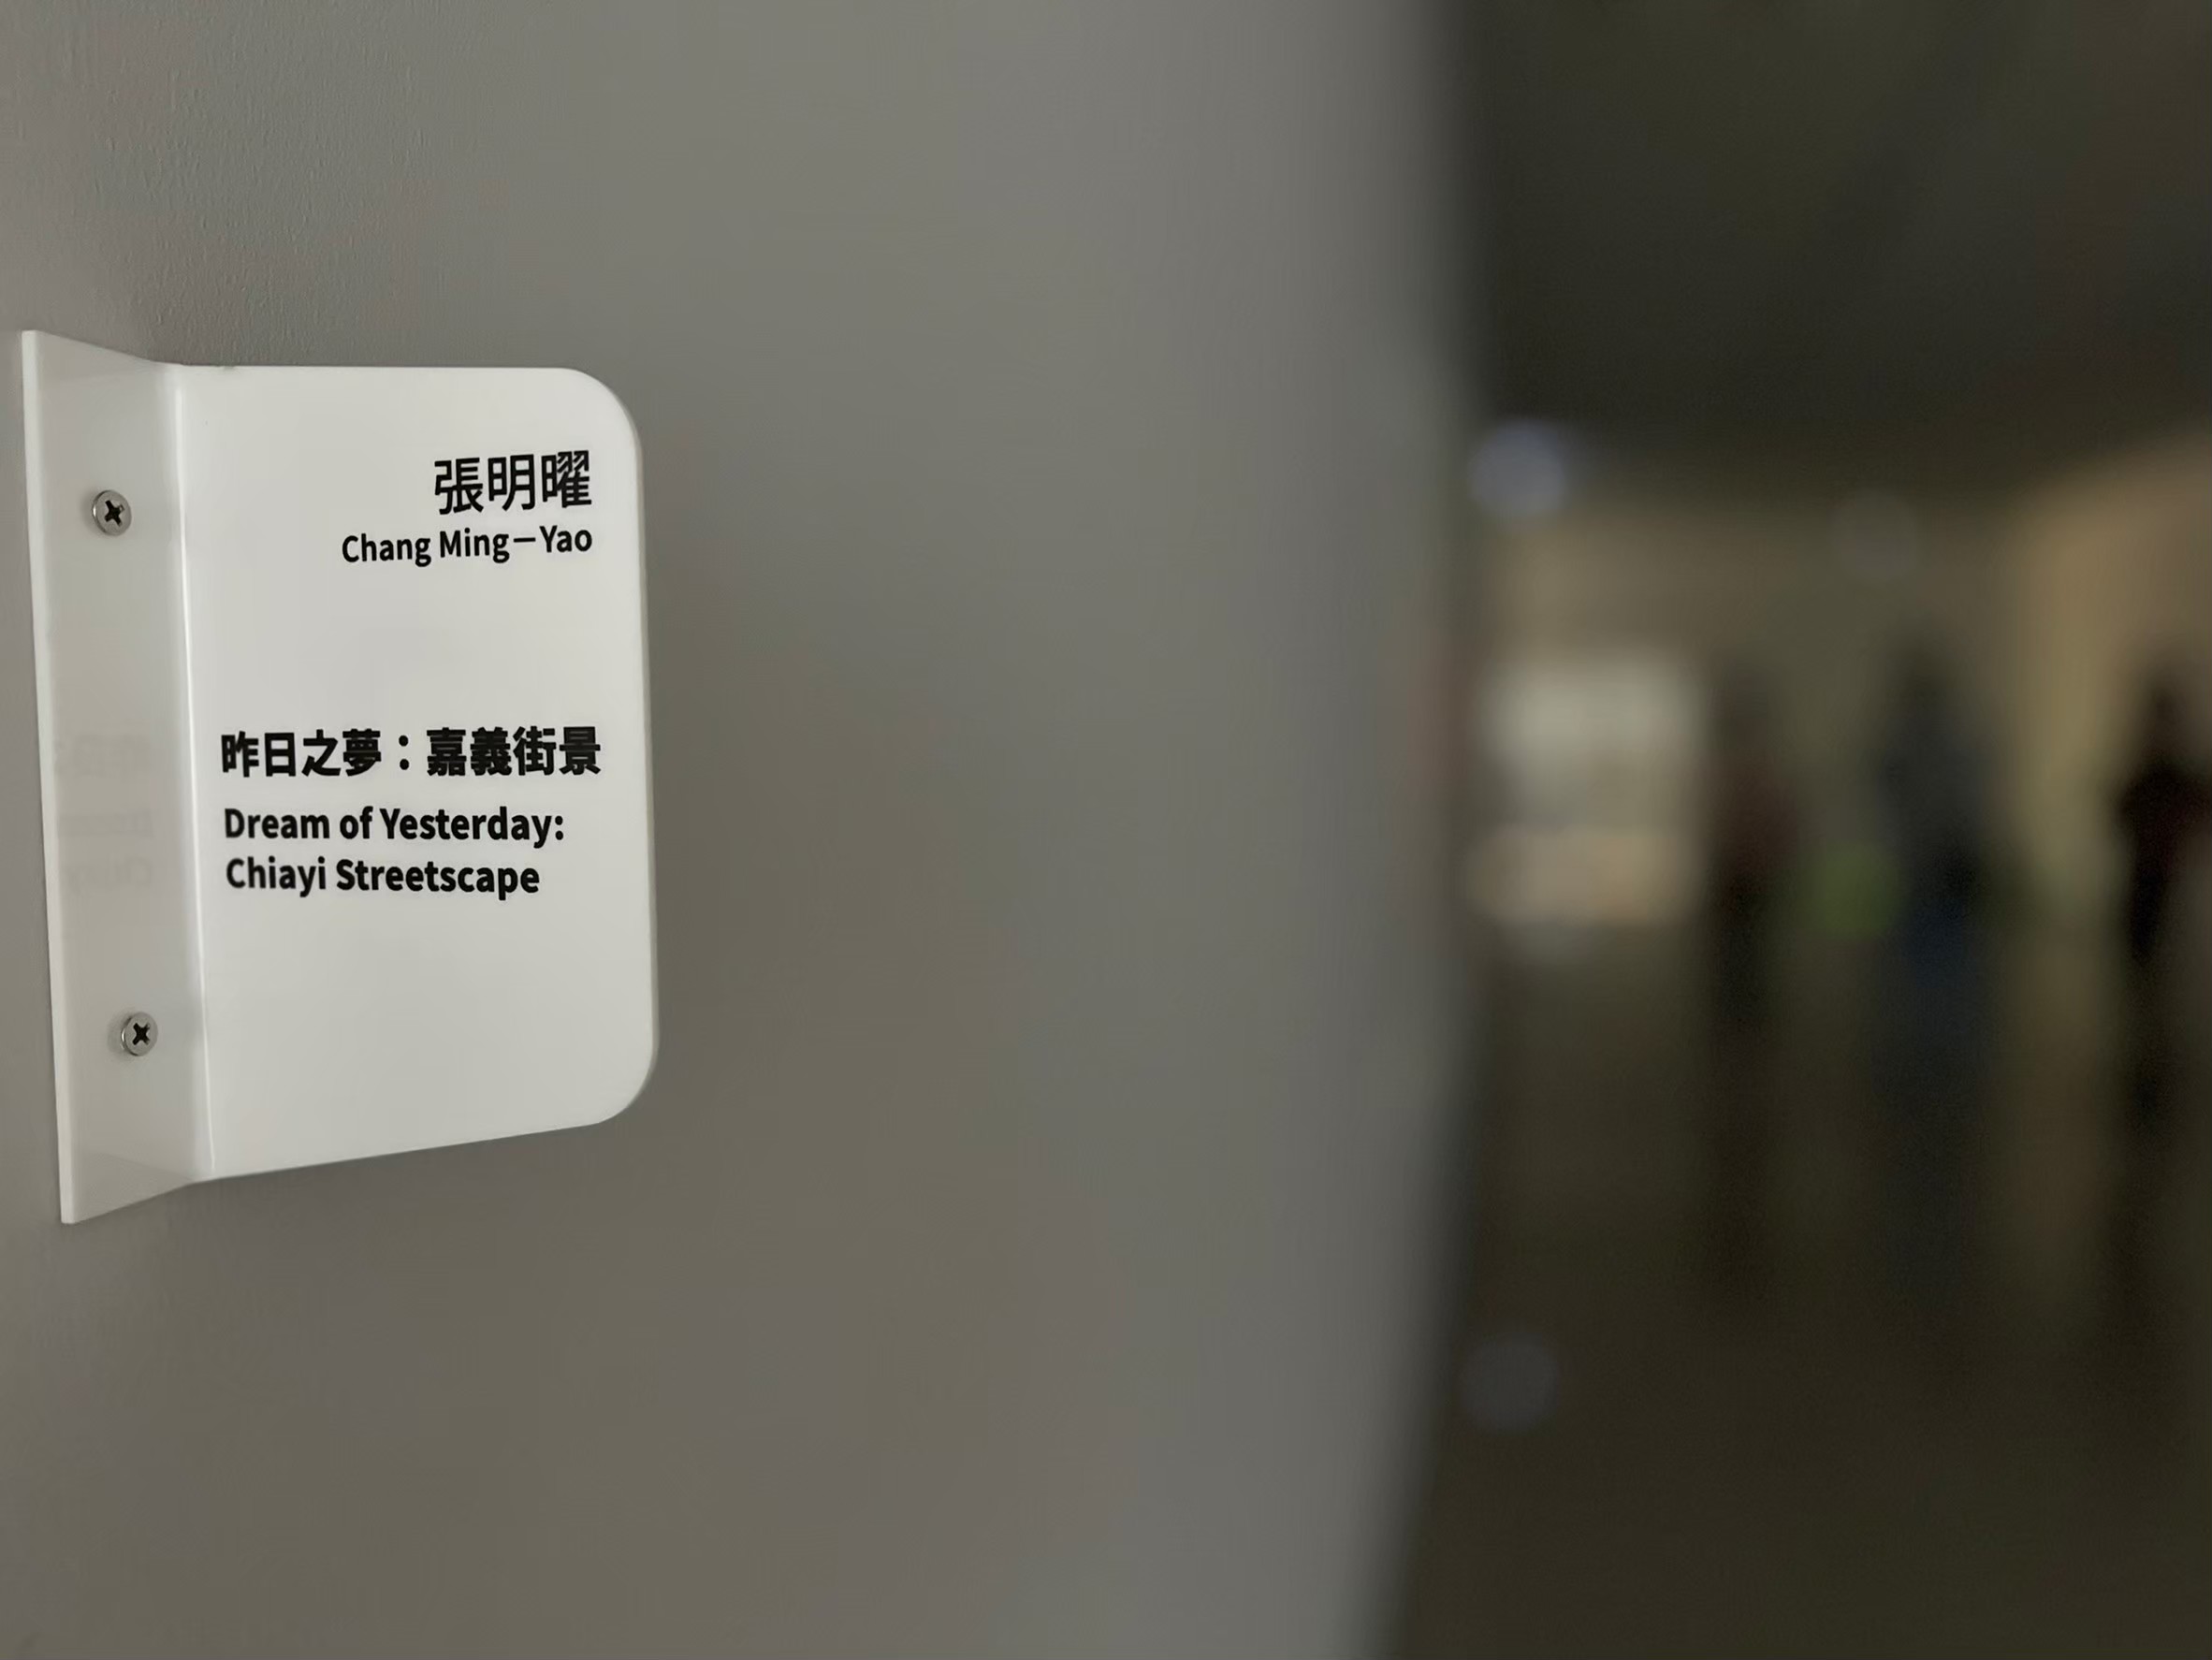 張明曜
Chang Ming－Yao
昨日之夢：嘉義街景
Dream of Yesterday:
Chiayi Streetscape